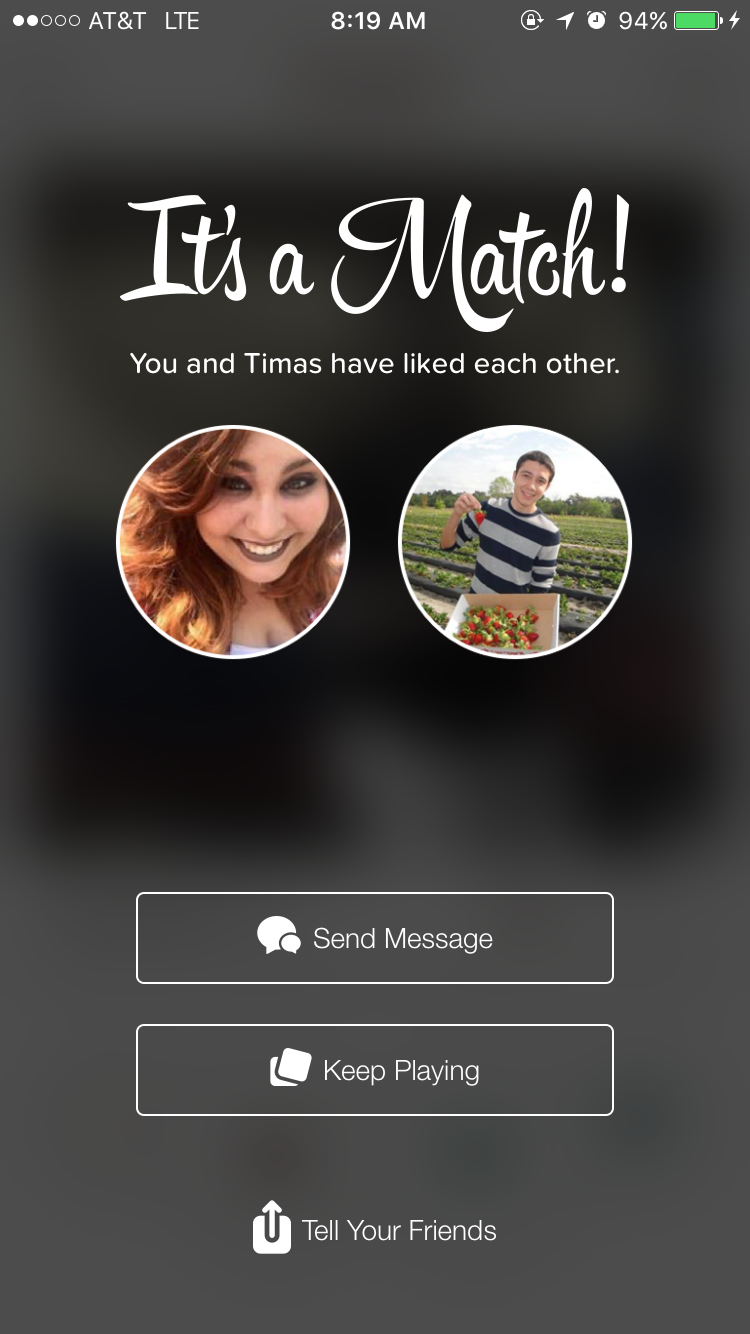 AT&T LTE 8:19 AM 94%
It's a Match!
You and Timas have liked each other.
Send Message
Keep Playing
Tell Your Friends